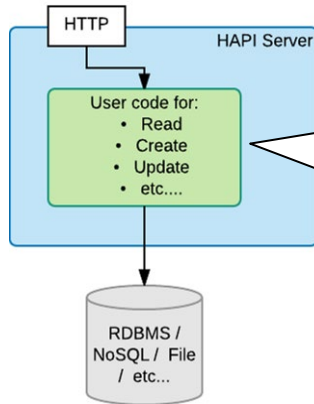 HTTP
HAPI Server
User code for:
• Read
• Create
• Update
• etc....
RDBMS /
NoSQL / File
/ etc...